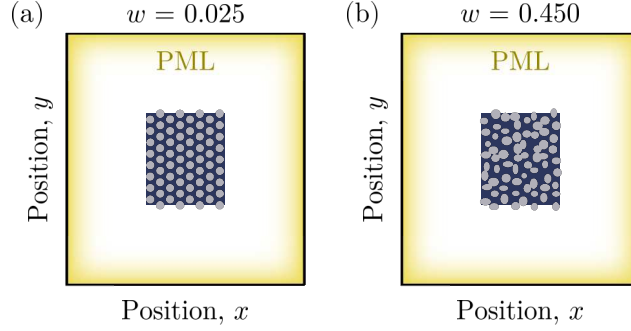 (a) w = 0.025
PML
Position, y
Position, x
(b) w = 0.450
PML
Position, y
Position, x